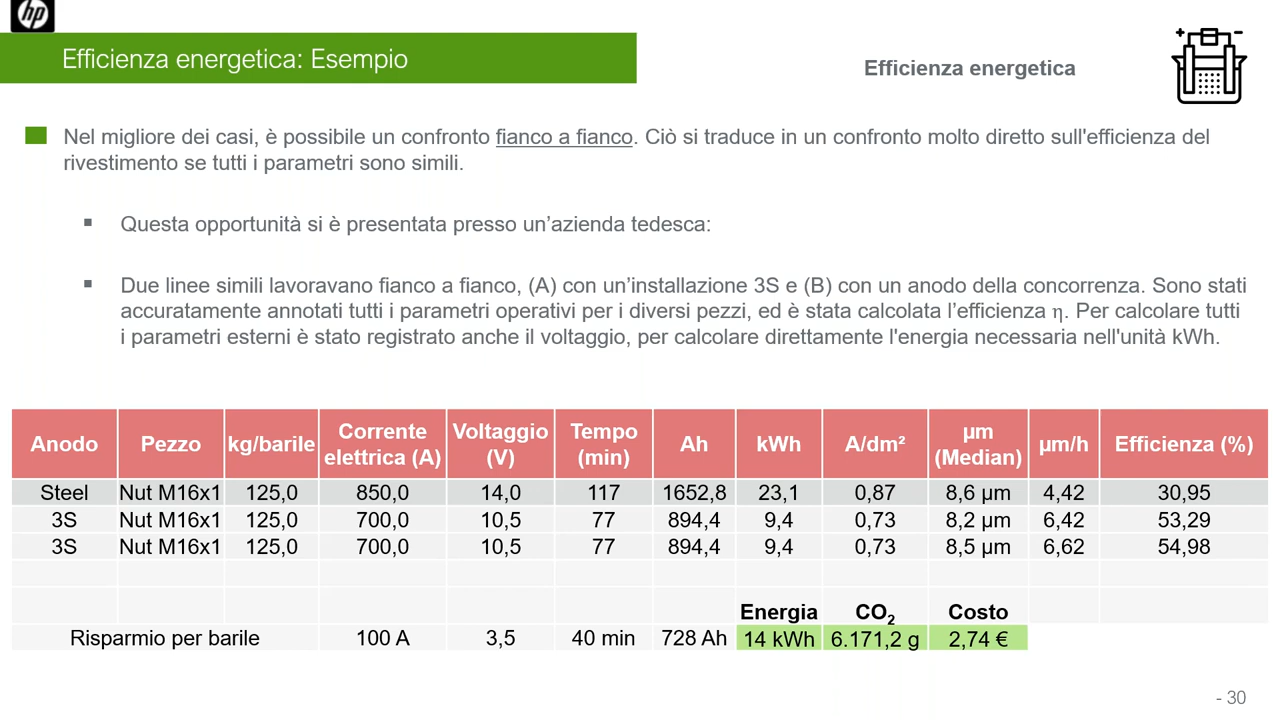 hp
Efficienza energetica: Esempio
Efficienza energetica
Nel migliore dei casi, è possibile un confronto fianco a fianco. Ciò si traduce in un confronto molto diretto sull'efficienza del
rivestimento se tutti i parametri sono simili.
Questa opportunità si è presentata presso un’azienda tedesca:
Due linee simili lavoravano fianco a fianco, (A) con un’installazione 3S e (B) con un anodo della concorrenza. Sono stati
accuratamente annotati tutti i parametri operativi per i diversi pezzi, ed è stata calcolata l’efficienza η. Per calcolare tutti
i parametri esterni è stato registrato anche il voltaggio, per calcolare direttamente l'energia necessaria nell'unità kWh.
Anodo Pezzo kg/barile Corrente elettrica (A) Voltaggio (V) Tempo (min) Ah kWh A/dm² µm (Median) µm/h Efficienza (%)
Steel Nut M16x1 125,0 850,0 14,0 117 1652,8 23,1 0,87 8,6 µm 4,42 30,95
3S Nut M16x1 125,0 700,0 10,5 77 894,4 9,4 0,73 8,2 µm 6,42 53,29
3S Nut M16x1 125,0 700,0 10,5 77 894,4 9,4 0,73 8,5 µm 6,62 54,98
Energia CO₂ Costo
Risparmio per barile 100 A 3,5 40 min 728 Ah 14 kWh 6.171,2 g 2,74 €
- 30